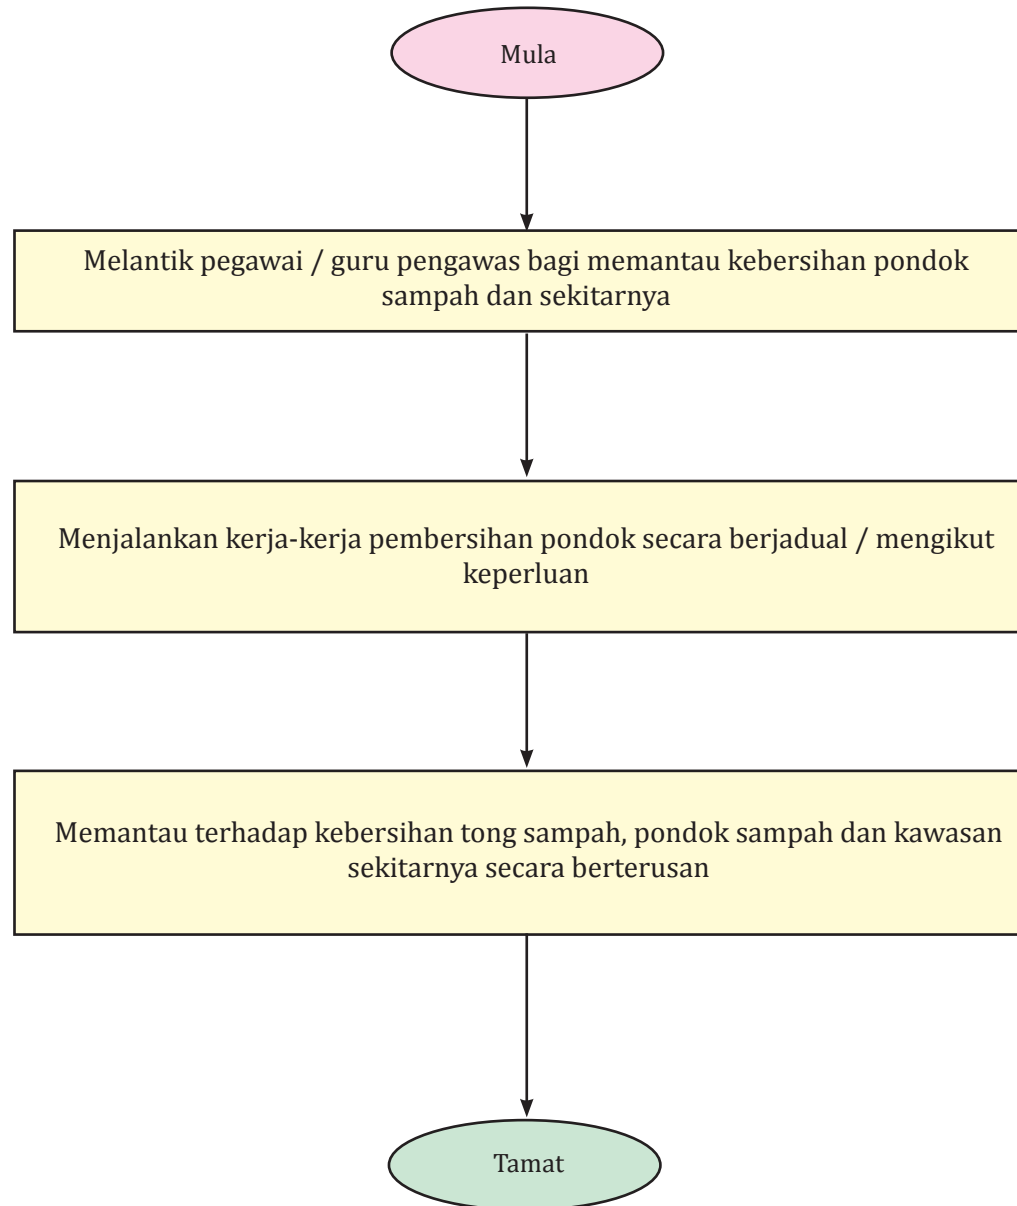 Mula
Melantik pegawai / guru pengawas bagi memantau kebersihan pondok
sampah dan sekitarnya
Menjalankan kerja-kerja pembersihan pondok secara berjadual / mengikut
keperluan
Memantau terhadap kebersihan tong sampah, pondok sampah dan kawasan
sekitarnya secara berterusan
Tamat